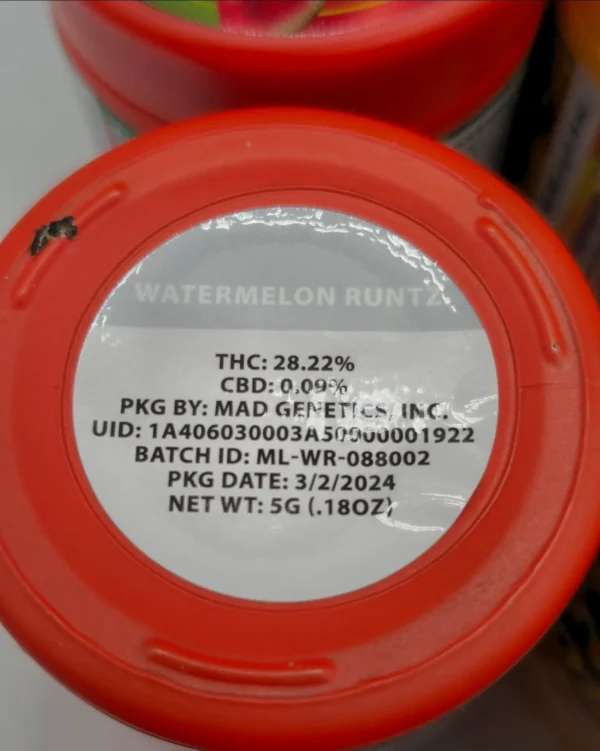 WATERMELON RUNTZ
THC: 28.22%
CBD: 0.09%
PKG BY: MAD GENETICS, INC.
UID: 1A406030003A50000001922
BATCH ID: ML-WR-088002
PKG DATE: 3/2/2024
NET WT: 5G (.18OZ)